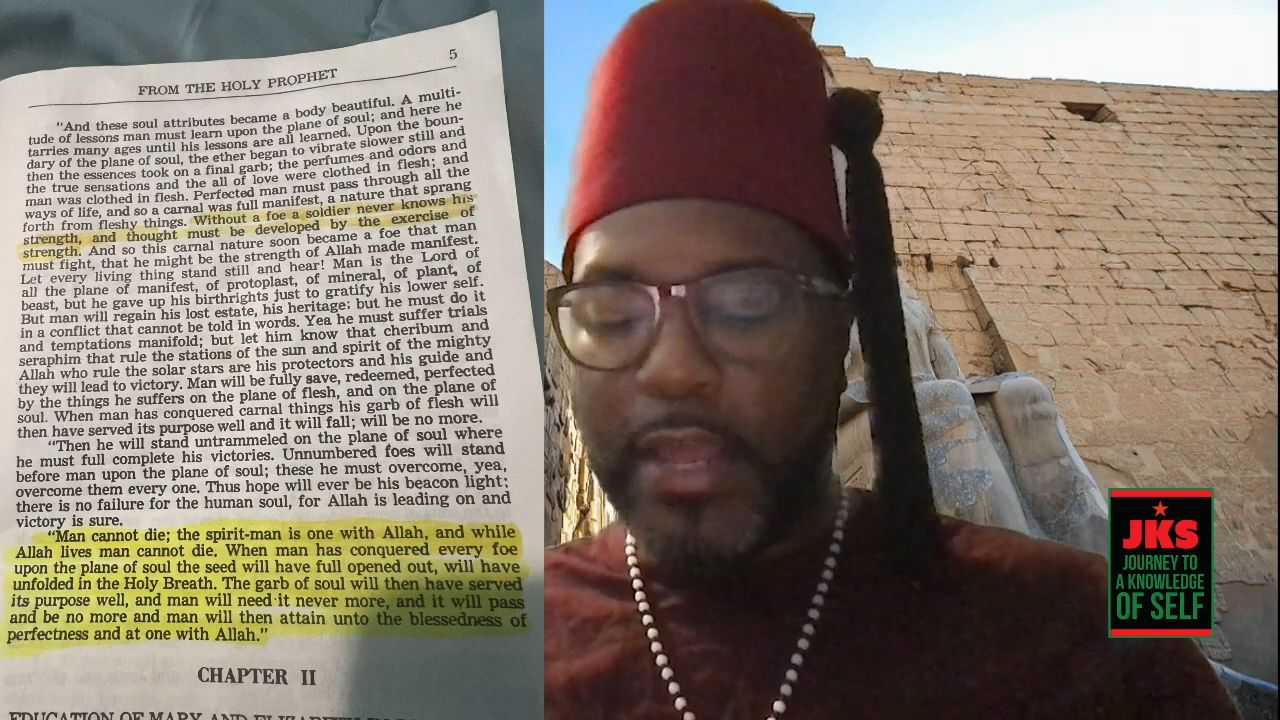 5
FROM THE HOLY PROPHET
“And these soul attributes became a body beautiful. A multi-
tude of lessons man must learn upon the plane of soul; and here he
tarries many ages until his lessons are all learned. Upon the boun-
dary of the plane of soul, the ether began to vibrate slower still and
then the essences took on a final garb; the perfumes and odors and
the true sensations and the all of love were clothed in flesh; and
man was clothed in flesh. Perfected man must pass through all the
ways of life, and so a carnal was full manifest, a nature that sprang
forth from fleshy things. Without a foe a soldier never knows his
strength, and thought must be developed by the exercise of
strength. And so this carnal nature soon became a foe that man
must fight, that he might be the strength of Allah made manifest.
Let every living thing stand still and hear! Man is the Lord of
all the plane of manifest, of protoplast, of mineral, of plant, of
beast, but he gave up his birthrights just to gratify his lower self.
But man will regain his lost estate, his heritage: but he must do it
in a conflict that cannot be told in words. Yea he must suffer trials
and temptations manifold; but let him know that cheribum and
seraphim that rule the stations of the sun and spirit of the mighty
Allah who rule the solar stars are his protectors and his guide and
they will lead to victory. Man will be fully save, redeemed, perfected
by the things he suffers on the plane of flesh, and on the plane of
soul. When man has conquered carnal things his garb of flesh will
then have served its purpose well and it will fall; will be no more.
“Then he will stand untrammeled on the plane of soul where
he must full complete his victories. Unnumbered foes will stand
before man upon the plane of soul; these he must overcome, yea,
overcome them every one. Thus hope will ever be his beacon light;
there is no failure for the human soul, for Allah is leading on and
victory is sure.
“Man cannot die; the spirit-man is one with Allah, and while
Allah lives man cannot die. When man has conquered every foe
upon the plane of soul the seed will have full opened out, will have
unfolded in the Holy Breath. The garb of soul will then have served
its purpose well, and man will need it never more, and it will pass
and be no more and man will then attain unto the blessedness of
perfectness and at one with Allah.”
CHAPTER II
EDUCATION OF MARY AND ELIZABETH
JKS
JOURNEY TO
A KNOWLEDGE
OF SELF